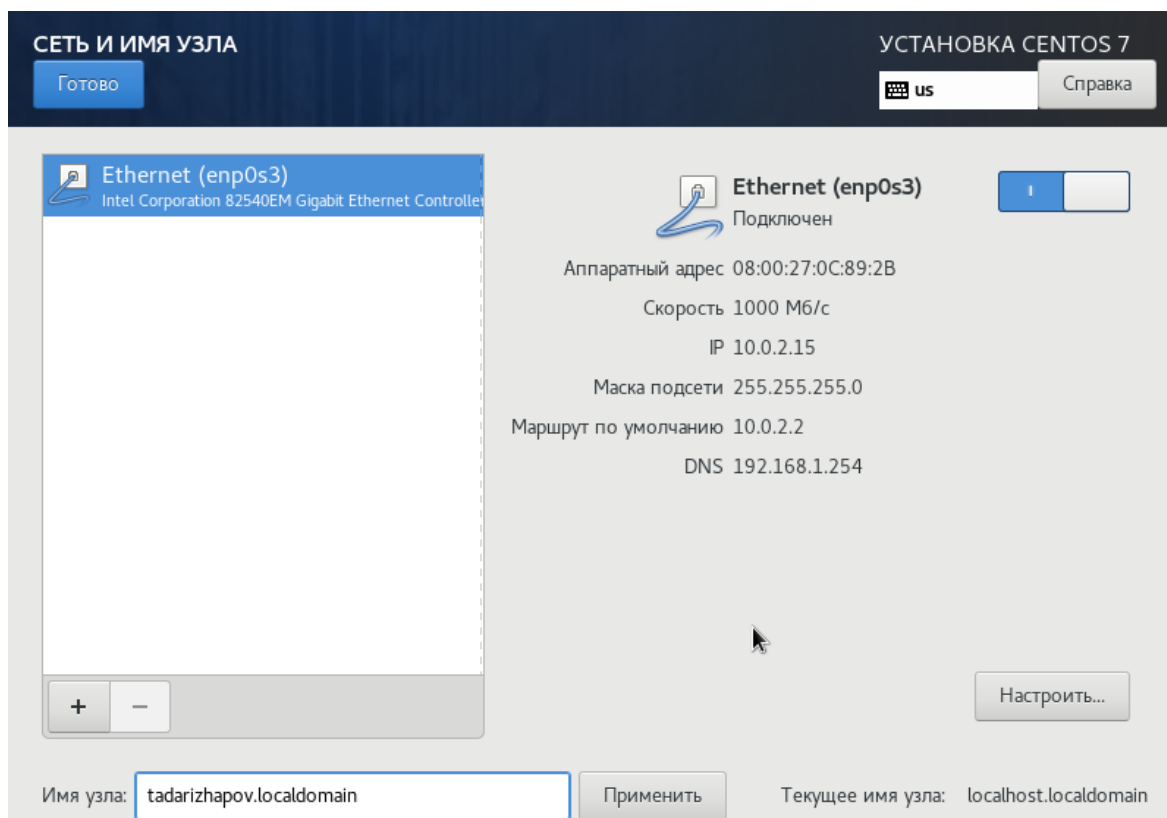 СЕТЬ И ИМЯ УЗЛА
УСТАНОВКА CENTOS 7
Готово
us
Справка
Ethernet (enp0s3)
Intel Corporation 82540EM Gigabit Ethernet Controller
Ethernet (enp0s3)
Подключен
Аппаратный адрес 08:00:27:0C:89:2B
Скорость 1000 Мб/с
IP 10.0.2.15
Маска подсети 255.255.255.0
Маршрут по умолчанию 10.0.2.2
DNS 192.168.1.254
+ −
Настроить...
Имя узла: tadarizhapov.localdomain Применить Текущее имя узла: localhost.localdomain